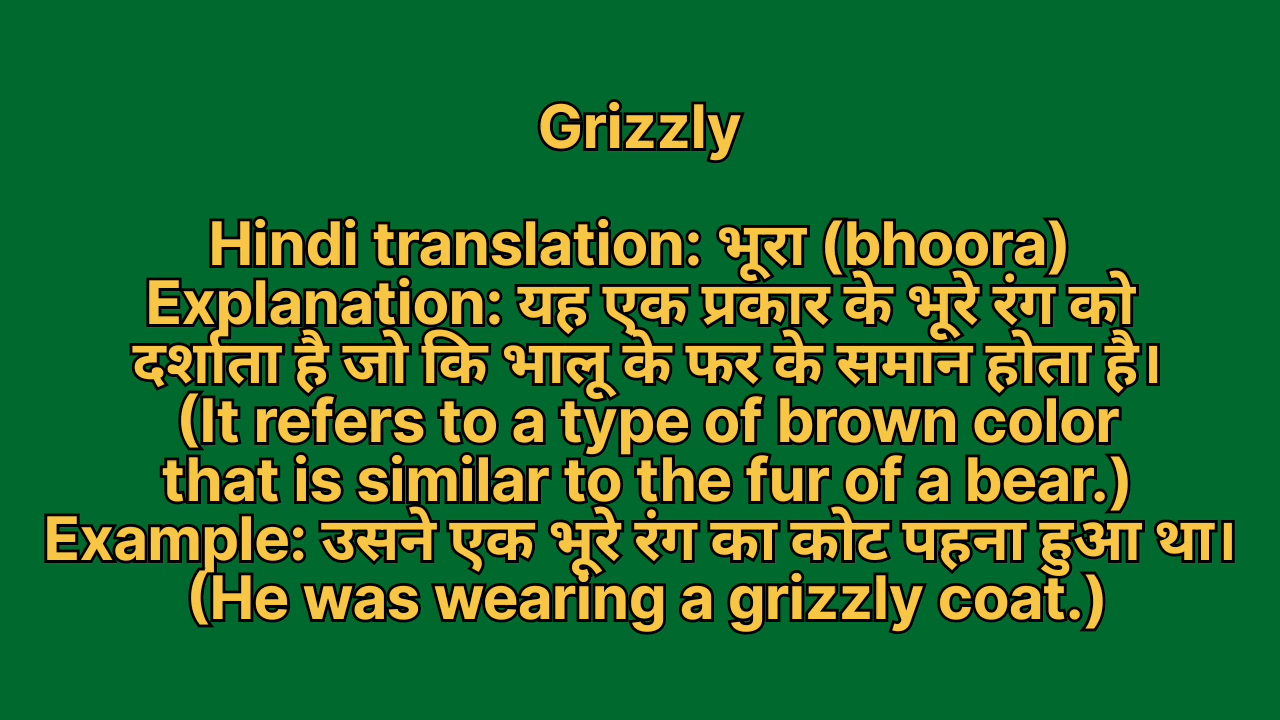 Grizzly
Hindi translation: भूरा (bhoora)
Explanation: यह एक प्रकार के भूरे रंग को
दर्शाता है जो कि भालू के फर के समान होता है।
(It refers to a type of brown color
that is similar to the fur of a bear.)
Example: उसने एक भूरे रंग का कोट पहना हुआ था।
(He was wearing a grizzly coat.)